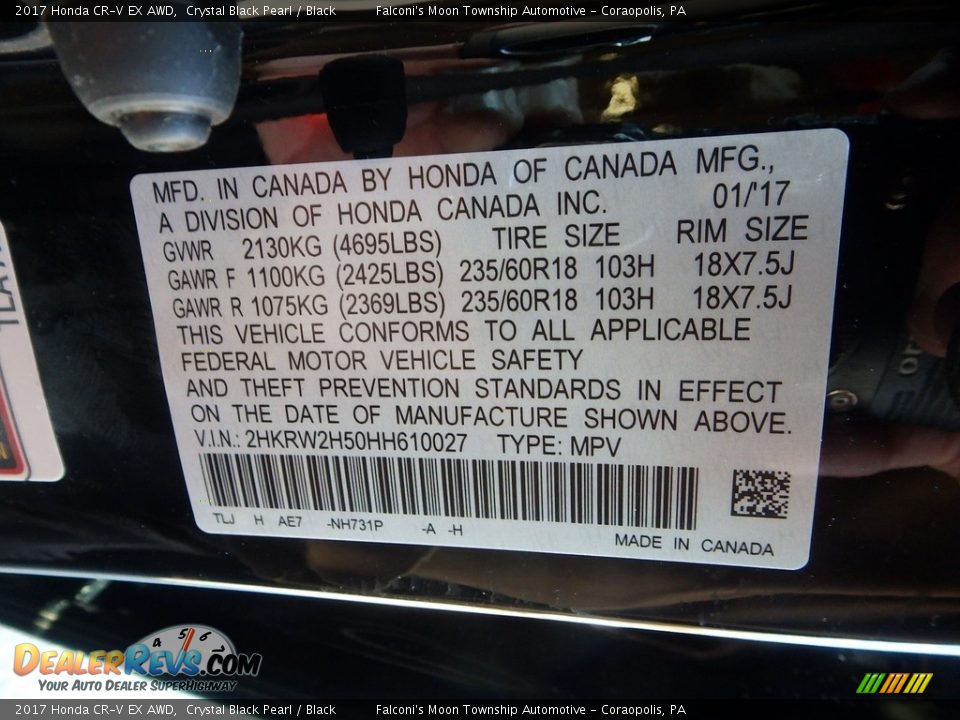 2017 Honda CR-V EX AWD,  Crystal Black Pearl / Black  Falconi's Moon Township Automotive - Coraopolis, PA
MFD. IN CANADA BY HONDA OF CANADA MFG.,
A DIVISION OF HONDA CANADA INC. 01/'17
GVWR 2130KG (4695LBS) TIRE SIZE RIM SIZE
GAWR F 1100KG (2425LBS) 235/60R18 103H 18X7.5J
GAWR R 1075KG (2369LBS) 235/60R18 103H 18X7.5J
THIS VEHICLE CONFORMS TO ALL APPLICABLE
FEDERAL MOTOR VEHICLE SAFETY
AND THEFT PREVENTION STANDARDS IN EFFECT
ON THE DATE OF MANUFACTURE SHOWN ABOVE.
V.I.N.: 2HKRW2H50HH610027 TYPE: MPV
TLJ H AE7 -NH731P -A -H
MADE IN CANADA
4 5 6
DEALERREVS.COM
YOUR AUTO DEALER SUPERHIGHWAY
2017 Honda CR-V EX AWD,  Crystal Black Pearl / Black  Falconi's Moon Township Automotive - Coraopolis, PA